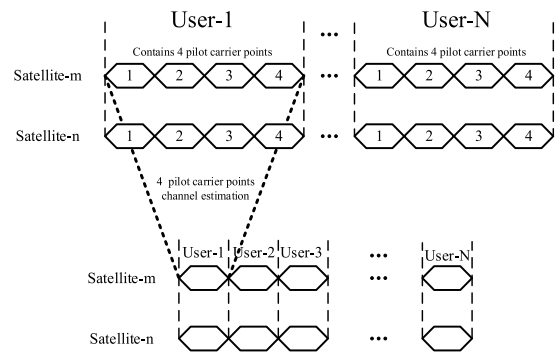 User-1 ... User-N
Contains 4 pilot carrier points ... Contains 4 pilot carrier points
Satellite-m 1 2 3 4 ... 1 2 3 4
Satellite-n 1 2 3 4 ... 1 2 3 4
4 pilot carrier points
channel estimation
User-1 User-2 User-3 ... User-N
Satellite-m ...
Satellite-n ...